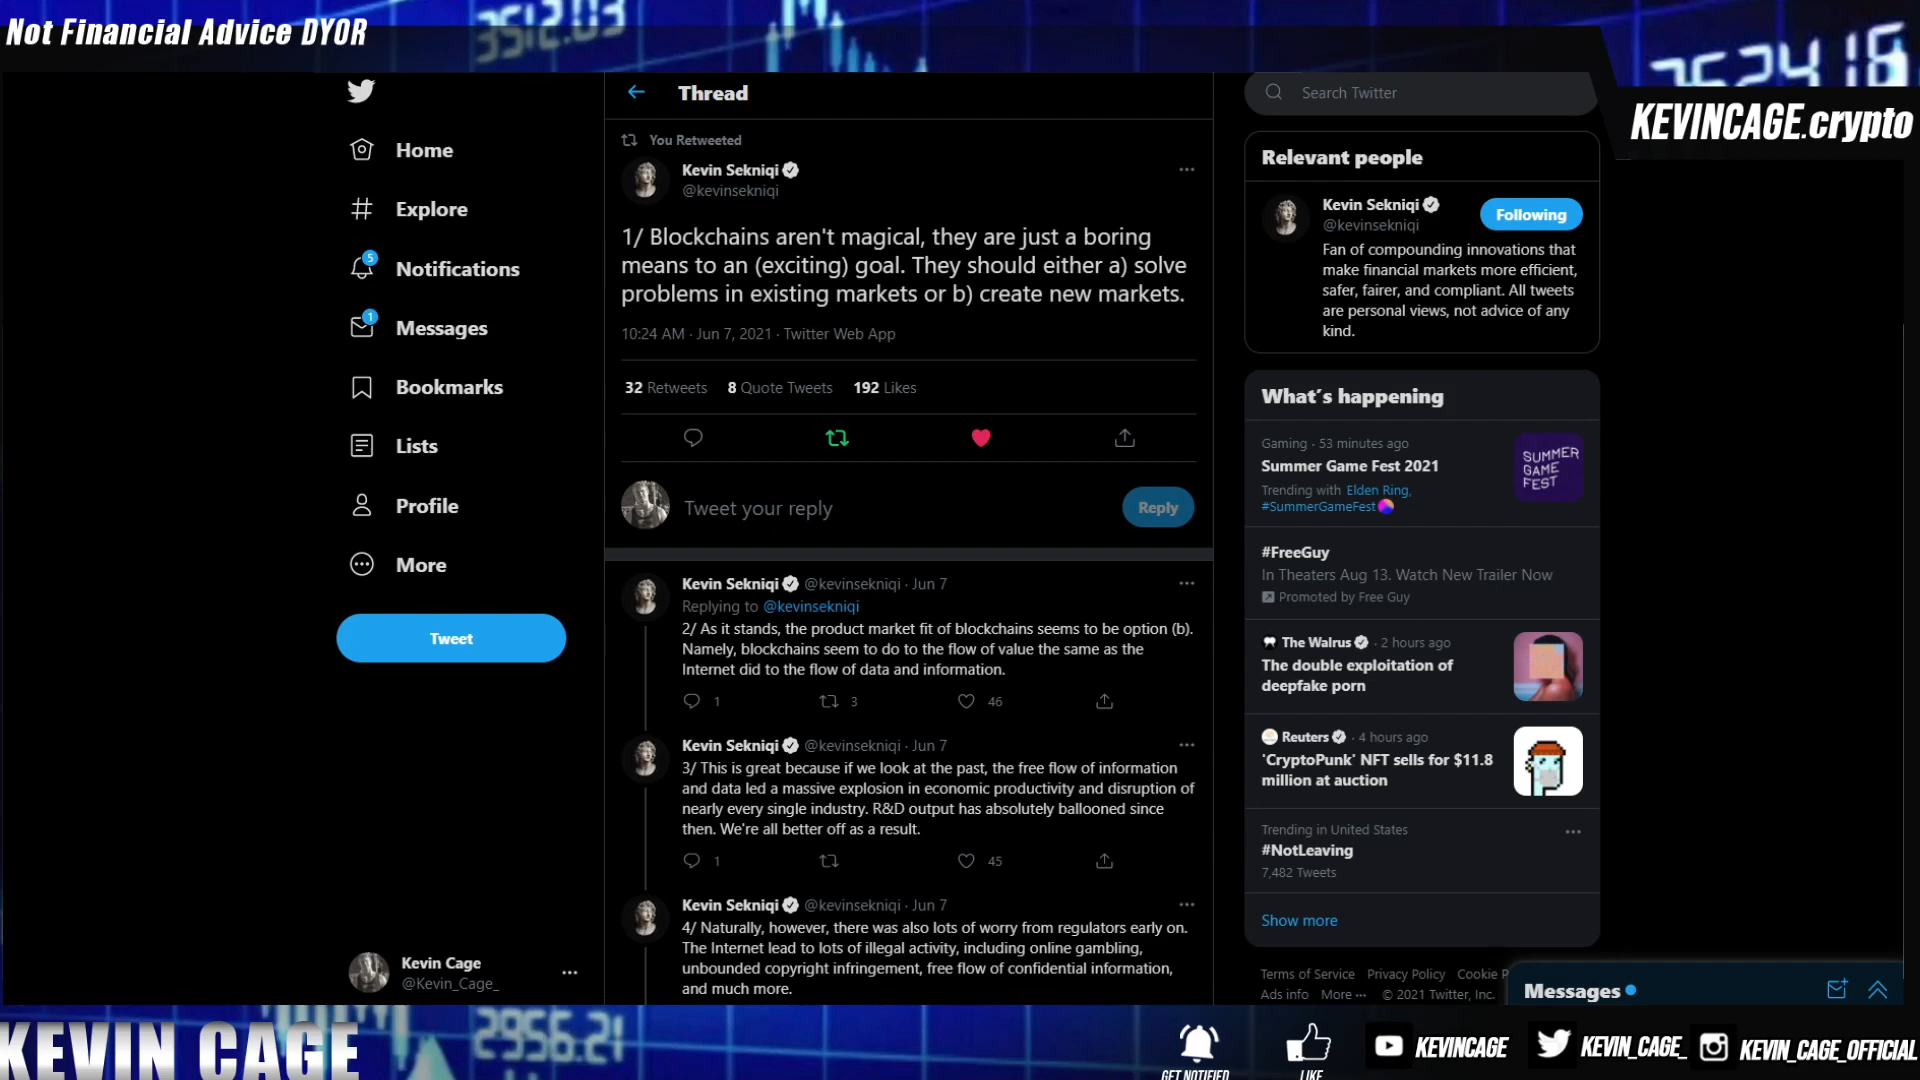 Not Financial Advice DYOR
3512.03
KEVINCAGE.crypto
Home
Explore
5
Notifications
1
Messages
Bookmarks
Lists
Profile
More
Tweet
Kevin Cage
@Kevin_Cage_
Thread
You Retweeted
Kevin Sekniqi
@kevinsekniqi
1/ Blockchains aren't magical, they are just a boring
means to an (exciting) goal. They should either a) solve
problems in existing markets or b) create new markets.
10:24 AM · Jun 7, 2021 · Twitter Web App
32 Retweets 8 Quote Tweets 192 Likes
Tweet your reply
Reply
Kevin Sekniqi @kevinsekniqi · Jun 7
Replying to @kevinsekniqi
2/ As it stands, the product market fit of blockchains seems to be option (b).
Namely, blockchains seem to do to the flow of value the same as the
Internet did to the flow of data and information.
1 3 46
Kevin Sekniqi @kevinsekniqi · Jun 7
3/ This is great because if we look at the past, the free flow of information
and data led a massive explosion in economic productivity and disruption of
nearly every single industry. R&D output has absolutely ballooned since
then. We're all better off as a result.
1 45
Kevin Sekniqi @kevinsekniqi · Jun 7
4/ Naturally, however, there was also lots of worry from regulators early on.
The Internet lead to lots of illegal activity, including online gambling,
unbounded copyright infringement, free flow of confidential information,
and much more.
Search Twitter
Relevant people
Kevin Sekniqi
@kevinsekniqi
Following
Fan of compounding innovations that
make financial markets more efficient,
safer, fairer, and compliant. All tweets
are personal views, not advice of any
kind.
What's happening
Gaming · 53 minutes ago
Summer Game Fest 2021
Trending with Elden Ring,
#SummerGameFest
SUMMER
GAME
FEST
#FreeGuy
In Theaters Aug 13. Watch New Trailer Now
Promoted by Free Guy
The Walrus · 2 hours ago
The double exploitation of
deepfake porn
Reuters · 4 hours ago
'CryptoPunk' NFT sells for $11.8
million at auction
Trending in United States
#NotLeaving
7,482 Tweets
Show more
Terms of Service Privacy Policy Cookie P
Ads info More ··· © 2021 Twitter, Inc.
Messages
KEVIN CAGE
2956.21
GET NOTIFIED
LIKE
KEVINCAGE
KEVIN_CAGE_
KEVIN_CAGE_OFFICIAL